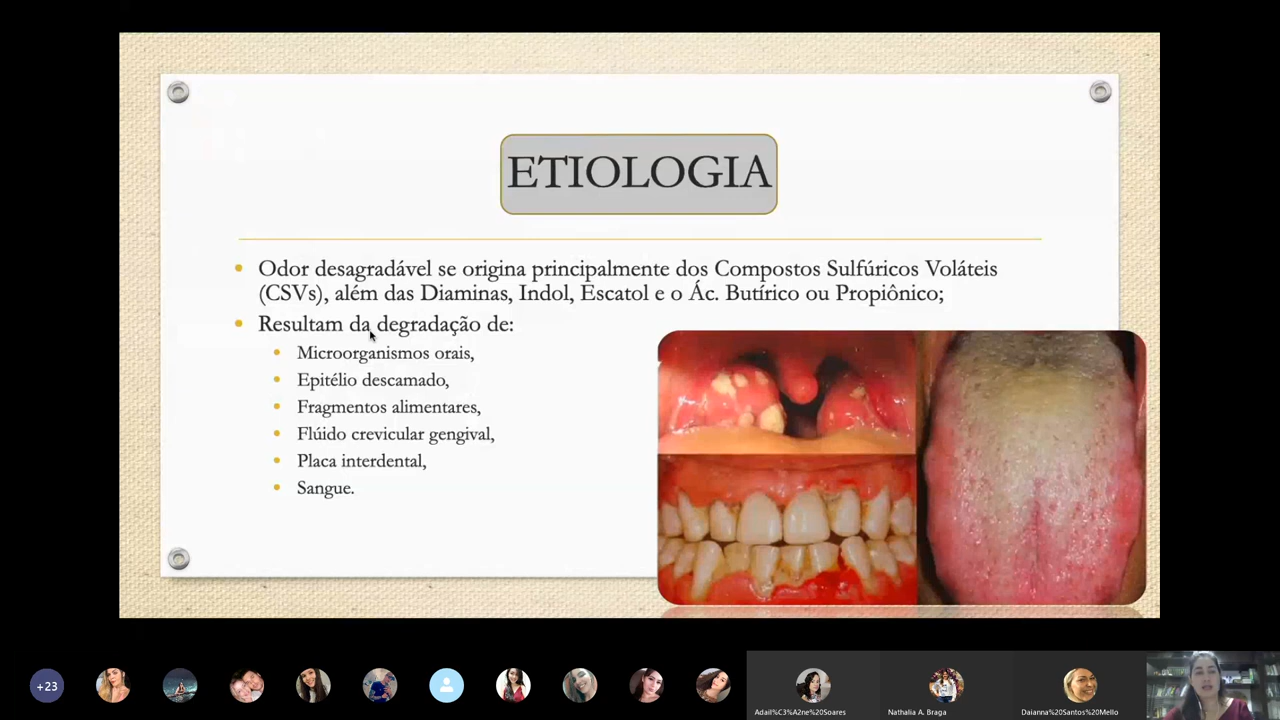 ETIOLOGIA
Odor desagradável se origina principalmente dos Compostos Sulfúricos Voláteis
(CSVs), além das Diaminas, Indol, Escatol e o Ác. Butírico ou Propiônico;
Resultam da degradação de:
Microorganismos orais,
Epitélio descamado,
Fragmentos alimentares,
Flúido crevicular gengival,
Placa interdental,
Sangue.
+23
Adail%C3%A2ne%20Soares
Nathalia A. Braga
Daianna%20Santos%20Mello